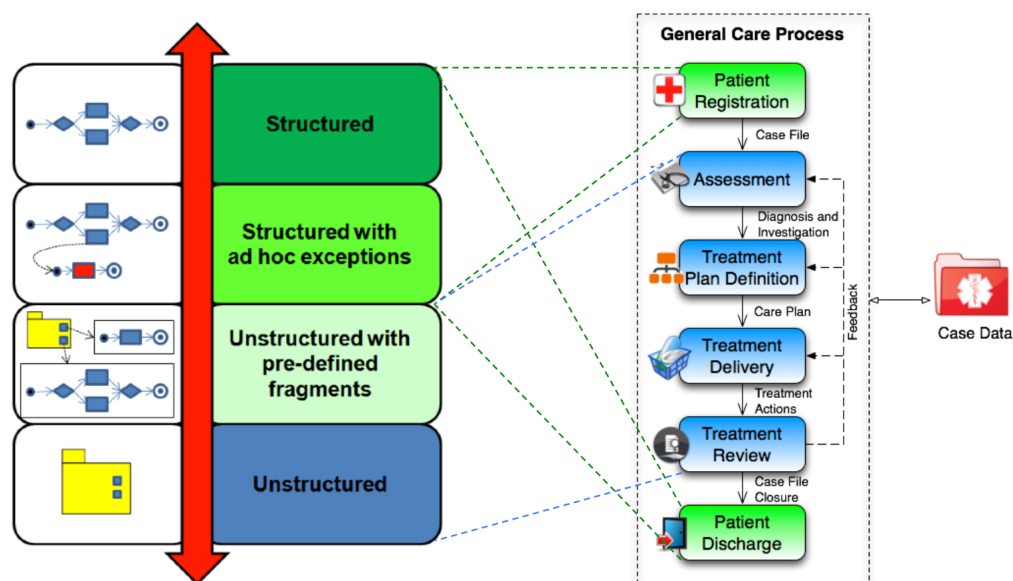 Structured
Structured with
ad hoc exceptions
Unstructured with
pre-defined
fragments
Unstructured
General Care Process
Patient
Registration
Case File
Assessment
Diagnosis and
Investigation
Treatment
Plan Definition
Care Plan
Treatment
Delivery
Treatment
Actions
Treatment
Review
Case File
Closure
Patient
Discharge
Feedback
Case Data